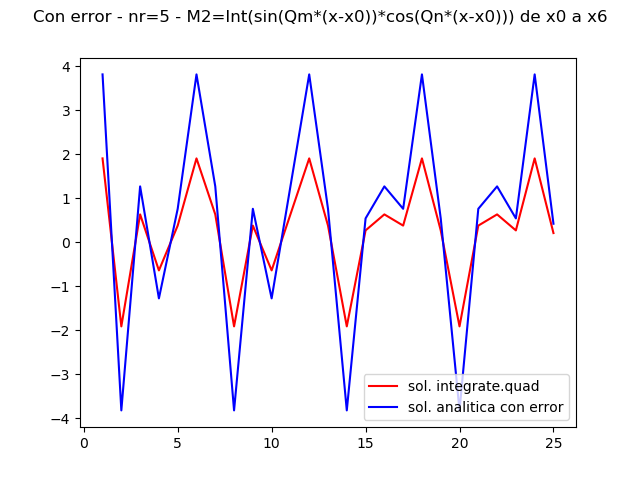 Con error - nr=5 - M2=Int(sin(Qm*(x-x0))*cos(Qn*(x-x0))) de x0 a x6
4
3
2
1
0
−1
−2
−3
−4
sol. integrate.quad
sol. analitica con error
0 5 10 15 20 25